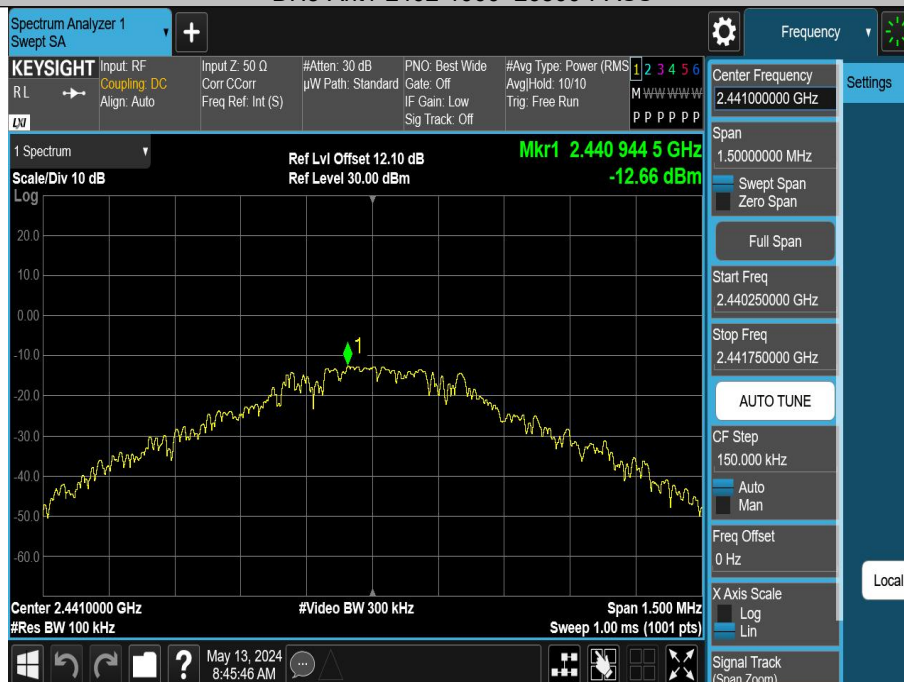 Spectrum Analyzer 1
Swept SA
Frequency
KEYSIGHT
RL
LXI
Input: RF
Coupling: DC
Align: Auto
Input Z: 50 Ω
Corr CCorr
Freq Ref: Int (S)
#Atten: 30 dB
µW Path: Standard
PNO: Best Wide
Gate: Off
IF Gain: Low
Sig Track: Off
#Avg Type: Power (RMS
Avg|Hold: 10/10
Trig: Free Run
1 2 3 4 5 6
M W W W W W
P P P P P P
1 Spectrum
Scale/Div 10 dB
Log
Ref Lvl Offset 12.10 dB
Ref Level 30.00 dBm
Mkr1 2.440 944 5 GHz
-12.66 dBm
20.0
10.0
0.00
-10.0
-20.0
-30.0
-40.0
-50.0
-60.0
1
Center 2.4410000 GHz
#Res BW 100 kHz
#Video BW 300 kHz
Span 1.500 MHz
Sweep 1.00 ms (1001 pts)
May 13, 2024
8:45:46 AM
Center Frequency
2.441000000 GHz
Settings
Span
1.50000000 MHz
Swept Span
Zero Span
Full Span
Start Freq
2.440250000 GHz
Stop Freq
2.441750000 GHz
AUTO TUNE
CF Step
150.000 kHz
Auto
Man
Freq Offset
0 Hz
Local
X Axis Scale
Log
Lin
Signal Track
(Span Zoom)